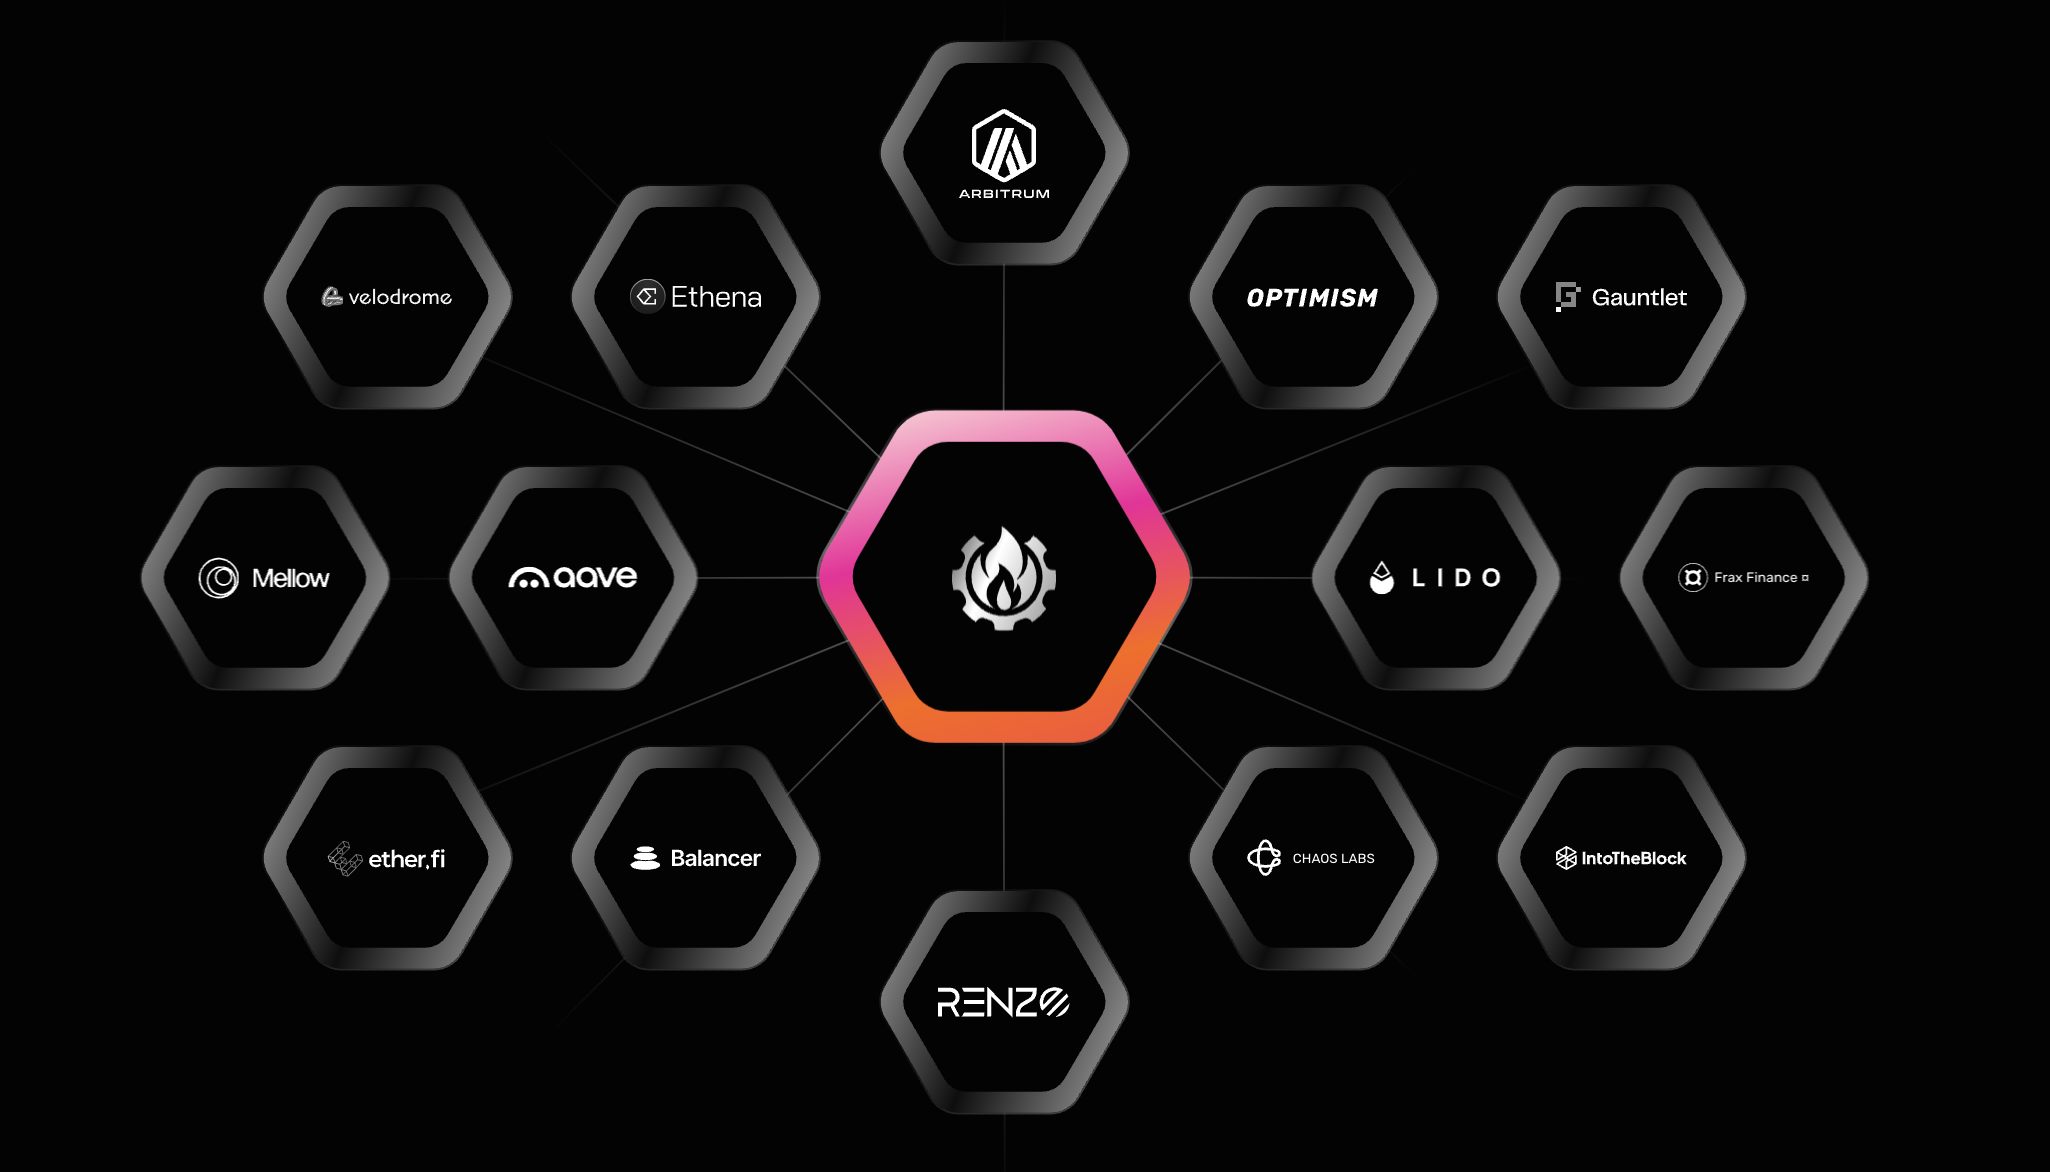 ARBITRUM
velodrome
Ethena
OPTIMISM
Gauntlet
Mellow
aave
LIDO
Frax Finance ¤
ether.fi
Balancer
CHAOS LABS
IntoTheBlock
RENZO